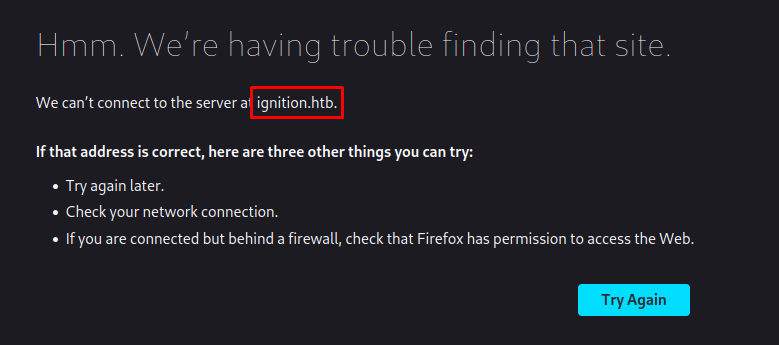 Hmm. We’re having trouble finding that site.
We can’t connect to the server at ignition.htb.
If that address is correct, here are three other things you can try:
• Try again later.
• Check your network connection.
• If you are connected but behind a firewall, check that Firefox has permission to access the Web.
Try Again